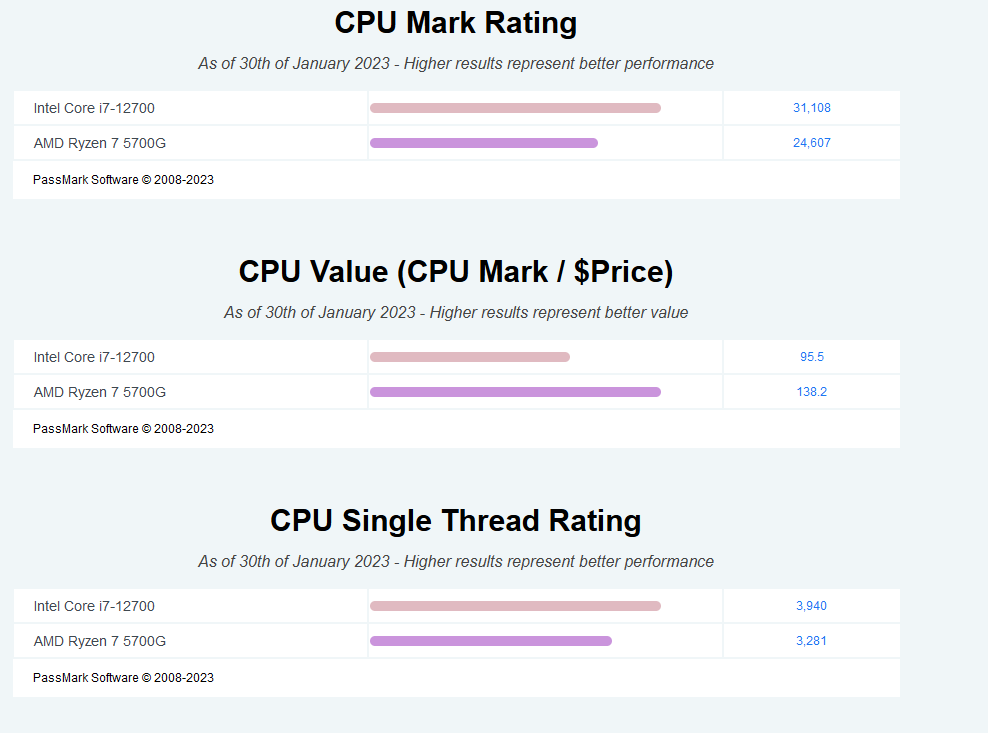 CPU Mark Rating
As of 30th of January 2023 - Higher results represent better performance
Intel Core i7-12700 31,108
AMD Ryzen 7 5700G 24,607
PassMark Software © 2008-2023
CPU Value (CPU Mark / $Price)
As of 30th of January 2023 - Higher results represent better value
Intel Core i7-12700 95.5
AMD Ryzen 7 5700G 138.2
PassMark Software © 2008-2023
CPU Single Thread Rating
As of 30th of January 2023 - Higher results represent better performance
Intel Core i7-12700 3,940
AMD Ryzen 7 5700G 3,281
PassMark Software © 2008-2023